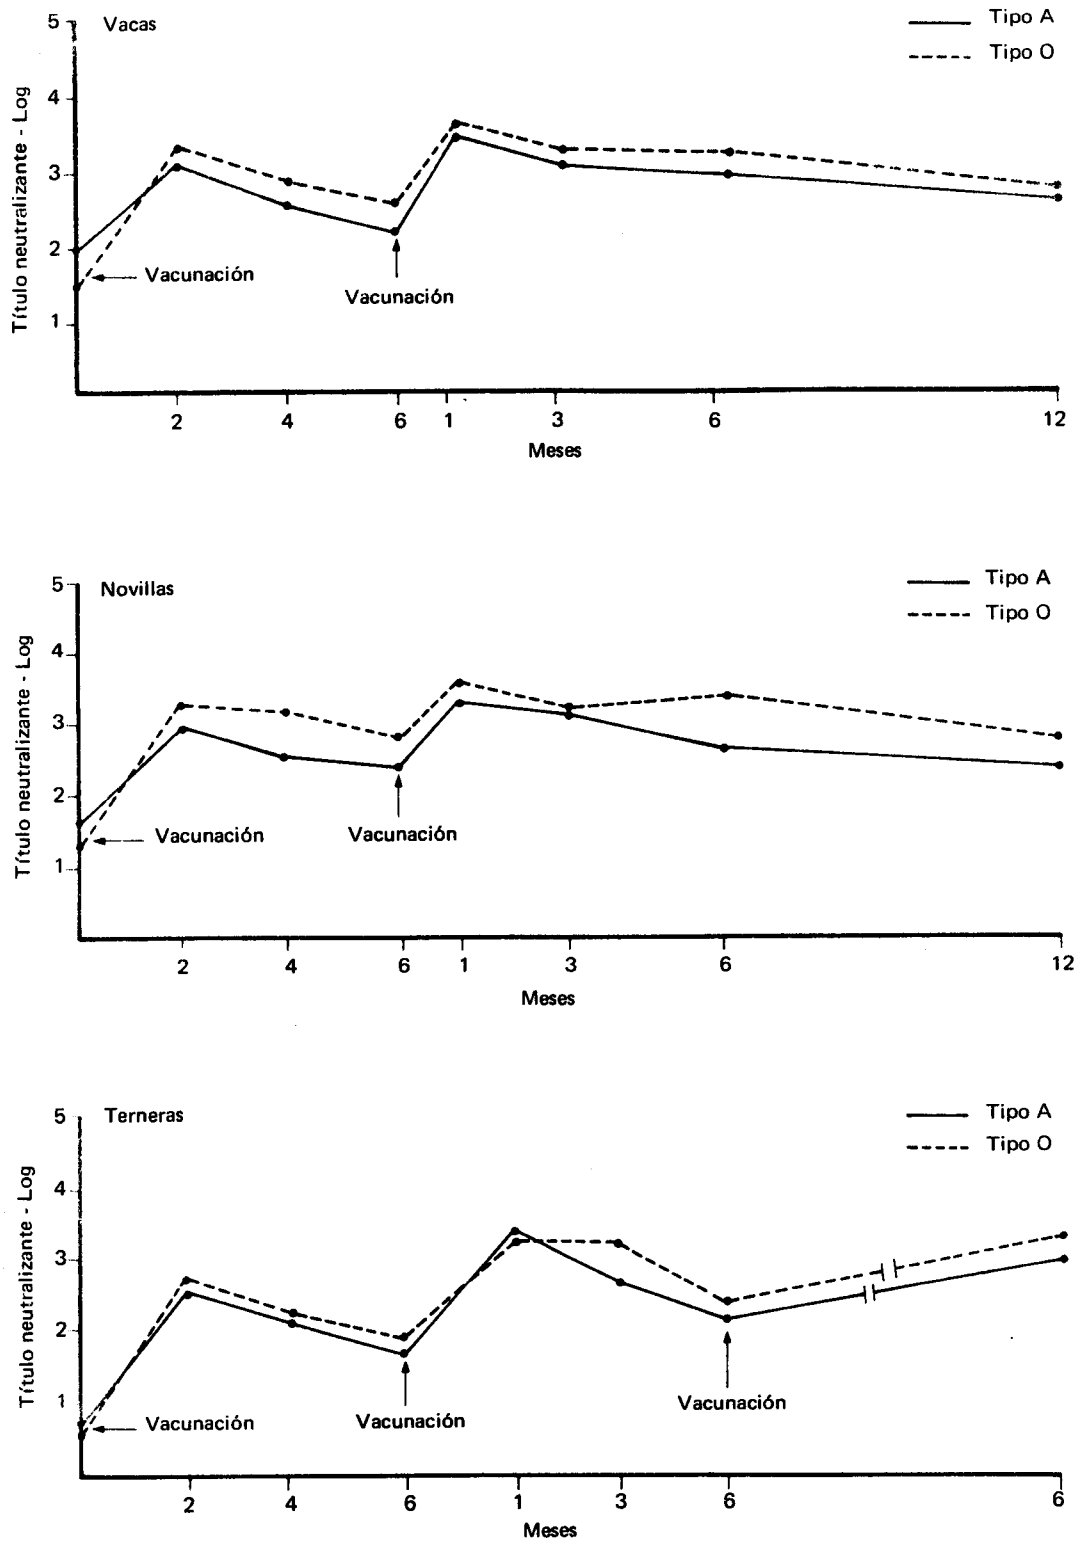 Vacas
Tipo A
Tipo O
Título neutralizante - Log
5
4
3
2
1
Vacunación
Vacunación
2 4 6 1 3 6 12
Meses
Novillas
Tipo A
Tipo O
Título neutralizante - Log
5
4
3
2
1
Vacunación
Vacunación
2 4 6 1 3 6 12
Meses
Terneras
Tipo A
Tipo O
Título neutralizante - Log
5
4
3
2
1
Vacunación
Vacunación
Vacunación
2 4 6 1 3 6 6
Meses